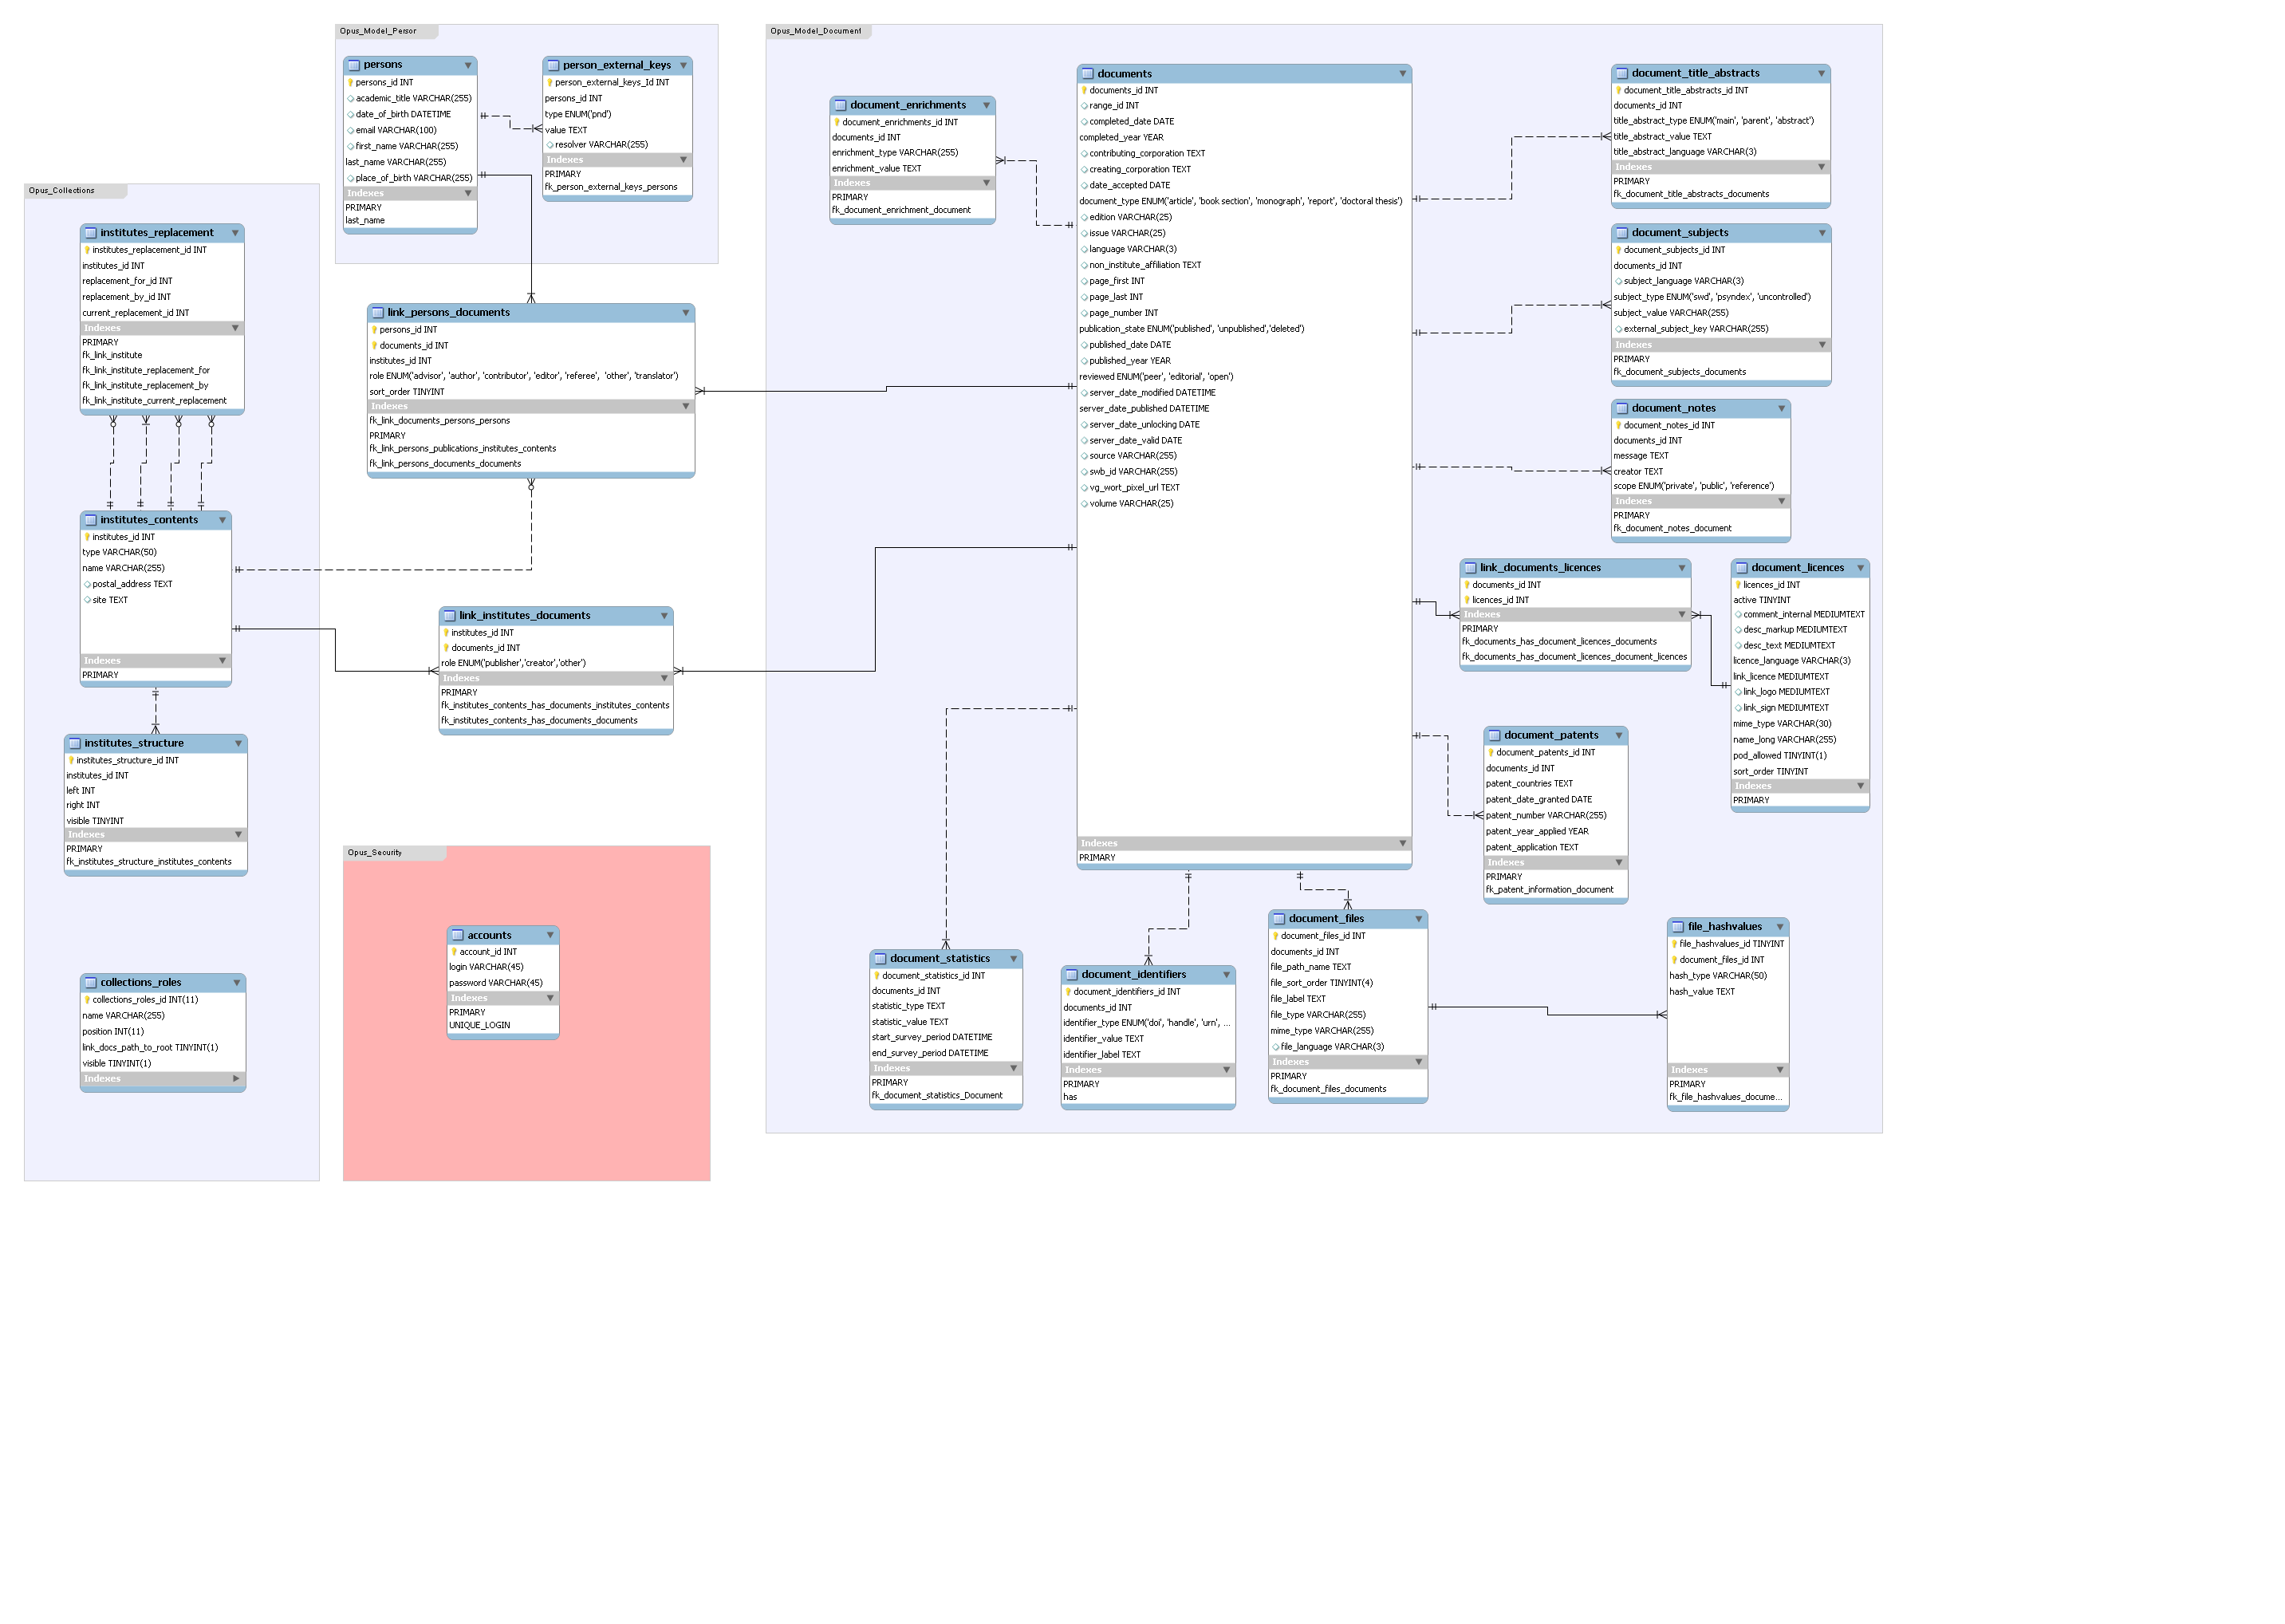 Opus_Model_Person
persons
persons_id INT
academic_title VARCHAR(255)
date_of_birth DATETIME
email VARCHAR(100)
first_name VARCHAR(255)
last_name VARCHAR(255)
place_of_birth VARCHAR(255)
Indexes
PRIMARY
last_name
person_external_keys
person_external_keys_Id INT
persons_id INT
type ENUM('pnd')
value TEXT
resolver VARCHAR(255)
Indexes
PRIMARY
fk_person_external_keys_persons
Opus_Collections
institutes_replacement
institutes_replacement_id INT
institutes_id INT
replacement_for_id INT
replacement_by_id INT
current_replacement_id INT
Indexes
PRIMARY
fk_link_institute
fk_link_institute_replacement_for
fk_link_institute_replacement_by
fk_link_institute_current_replacement
institutes_contents
institutes_id INT
type VARCHAR(50)
name VARCHAR(255)
postal_address TEXT
site TEXT
Indexes
PRIMARY
institutes_structure
institutes_structure_id INT
institutes_id INT
left INT
right INT
visible TINYINT
Indexes
PRIMARY
fk_institutes_structure_institutes_contents
collections_roles
collections_roles_id INT(11)
name VARCHAR(255)
position INT(11)
link_docs_path_to_root TINYINT(1)
visible TINYINT(1)
Indexes
link_persons_documents
persons_id INT
documents_id INT
institutes_id INT
role ENUM('advisor', 'author', 'contributor', 'editor', 'referee', 'other', 'translator')
sort_order TINYINT
Indexes
fk_link_documents_persons_persons
PRIMARY
fk_link_persons_publications_institutes_contents
fk_link_persons_documents_documents
link_institutes_documents
institutes_id INT
documents_id INT
role ENUM('publisher','creator','other')
Indexes
PRIMARY
fk_institutes_contents_has_documents_institutes_contents
fk_institutes_contents_has_documents_documents
Opus_Security
accounts
account_id INT
login VARCHAR(45)
password VARCHAR(45)
Indexes
PRIMARY
UNIQUE_LOGIN
Opus_Model_Document
document_enrichments
document_enrichments_id INT
documents_id INT
enrichment_type VARCHAR(255)
enrichment_value TEXT
Indexes
PRIMARY
fk_document_enrichment_document
documents
documents_id INT
range_id INT
completed_date DATE
completed_year YEAR
contributing_corporation TEXT
creating_corporation TEXT
date_accepted DATE
document_type ENUM('article', 'book section', 'monograph', 'report', 'doctoral thesis')
edition VARCHAR(25)
issue VARCHAR(25)
language VARCHAR(3)
non_institute_affiliation TEXT
page_first INT
page_last INT
page_number INT
publication_state ENUM('published', 'unpublished','deleted')
published_date DATE
published_year YEAR
reviewed ENUM('peer', 'editorial', 'open')
server_date_modified DATETIME
server_date_published DATETIME
server_date_unlocking DATE
server_date_valid DATE
source VARCHAR(255)
swb_id VARCHAR(255)
vg_wort_pixel_url TEXT
volume VARCHAR(25)
Indexes
PRIMARY
document_title_abstracts
document_title_abstracts_id INT
documents_id INT
title_abstract_type ENUM('main', 'parent', 'abstract')
title_abstract_value TEXT
title_abstract_language VARCHAR(3)
Indexes
PRIMARY
fk_document_title_abstracts_documents
document_subjects
document_subjects_id INT
documents_id INT
subject_language VARCHAR(3)
subject_type ENUM('swd', 'psyndex', 'uncontrolled')
subject_value VARCHAR(255)
external_subject_key VARCHAR(255)
Indexes
PRIMARY
fk_document_subjects_documents
document_notes
document_notes_id INT
documents_id INT
message TEXT
creator TEXT
scope ENUM('private', 'public', 'reference')
Indexes
PRIMARY
fk_document_notes_document
link_documents_licences
documents_id INT
licences_id INT
Indexes
PRIMARY
fk_documents_has_document_licences_documents
fk_documents_has_document_licences_document_licences
document_licences
licences_id INT
active TINYINT
comment_internal MEDIUMTEXT
desc_markup MEDIUMTEXT
desc_text MEDIUMTEXT
licence_language VARCHAR(3)
link_licence MEDIUMTEXT
link_logo MEDIUMTEXT
link_sign MEDIUMTEXT
mime_type VARCHAR(30)
name_long VARCHAR(255)
pod_allowed TINYINT(1)
sort_order TINYINT
Indexes
PRIMARY
document_patents
document_patents_id INT
documents_id INT
patent_countries TEXT
patent_date_granted DATE
patent_number VARCHAR(255)
patent_year_applied YEAR
patent_application TEXT
Indexes
PRIMARY
fk_patent_information_document
document_statistics
document_statistics_id INT
documents_id INT
statistic_type TEXT
statistic_value TEXT
start_survey_period DATETIME
end_survey_period DATETIME
Indexes
PRIMARY
fk_document_statistics_Document
document_identifiers
document_identifiers_id INT
documents_id INT
identifier_type ENUM('doi', 'handle', 'urn', ...
identifier_value TEXT
identifier_label TEXT
Indexes
PRIMARY
has
document_files
document_files_id INT
documents_id INT
file_path_name TEXT
file_sort_order TINYINT(4)
file_label TEXT
file_type VARCHAR(255)
mime_type VARCHAR(255)
file_language VARCHAR(3)
Indexes
PRIMARY
fk_document_files_documents
file_hashvalues
file_hashvalues_id TINYINT
document_files_id INT
hash_type VARCHAR(50)
hash_value TEXT
Indexes
PRIMARY
fk_file_hashvalues_docume...